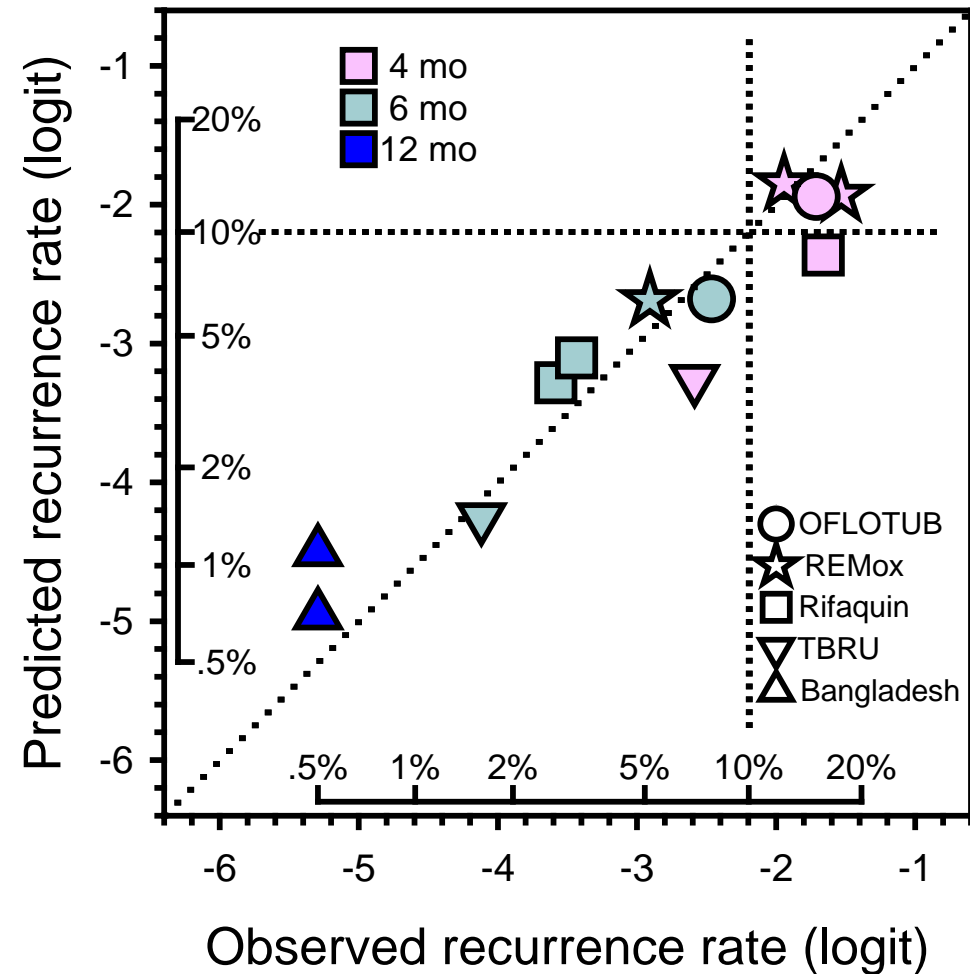 Predicted recurrence rate (logit)
-1
-2
-3
-4
-5
-6
20%
10%
5%
2%
1%
.5%
4 mo
6 mo
12 mo
OFLOTUB
REMox
Rifaquin
TBRU
Bangladesh
.5% 1% 2% 5% 10% 20%
-6 -5 -4 -3 -2 -1
Observed recurrence rate (logit)